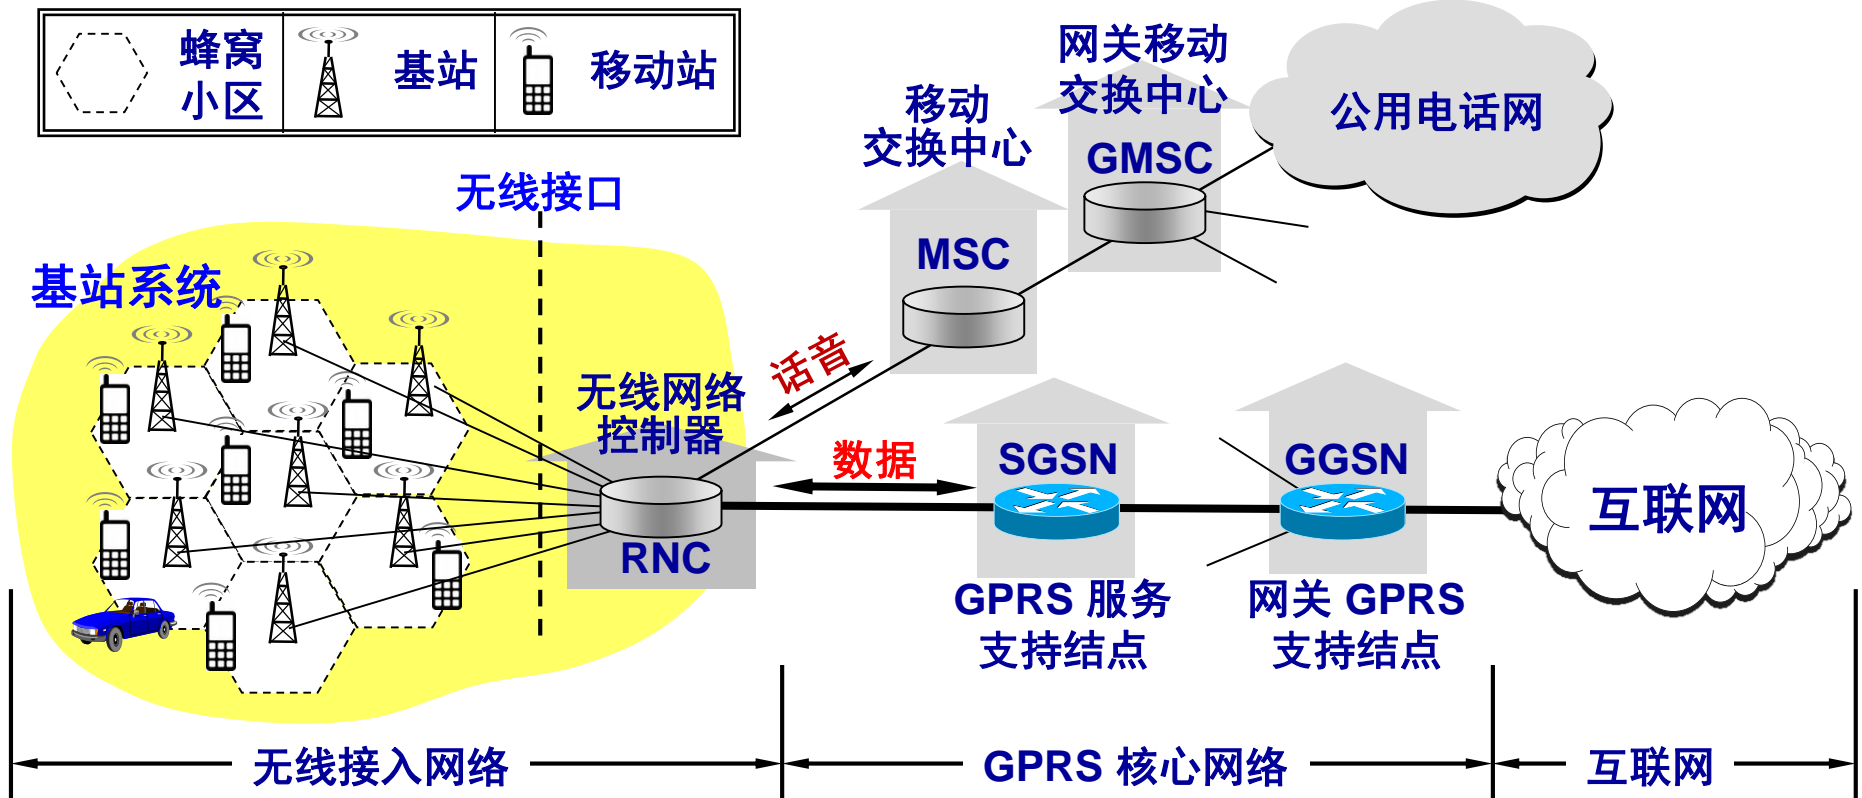 蜂窝
小区
基站
移动站
网关移动
交换中心
GMSC
公用电话网
移动
交换中心
MSC
无线接口
基站系统
话音
无线网络
控制器
RNC
数据
SGSN
GGSN
互联网
GPRS 服务
支持结点
网关 GPRS
支持结点
无线接入网络
GPRS 核心网络
互联网